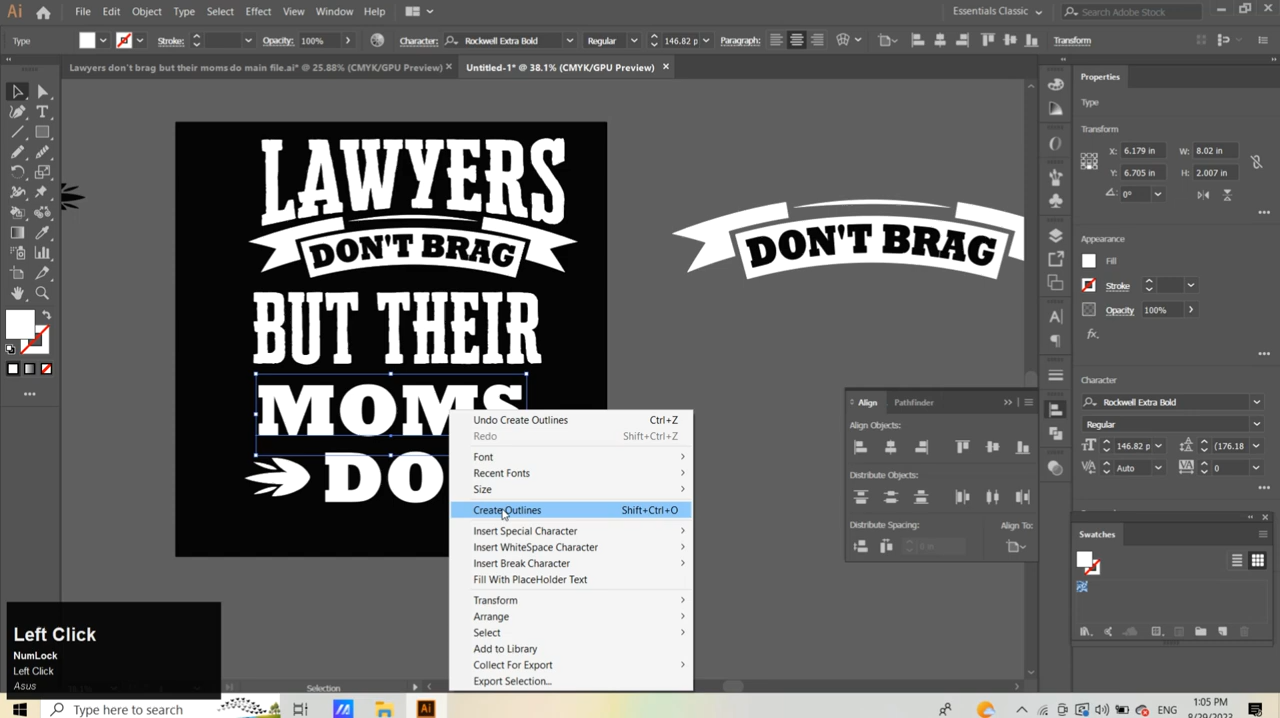 File Edit Object Type Select Effect View Window Help
Essentials Classic
Search Adobe Stock
Type Stroke: Opacity: 100% Character: Rockwell Extra Bold Regular 146.82 p Paragraph: Transform
Lawyers don't brag but their moms do main file.ai* @ 25.88% (CMYK/GPU Preview) ×
Untitled-1* @ 38.1% (CMYK/GPU Preview) ×
LAWYERS
DON'T BRAG
BUT THEIR
MOMS
DO
DON'T BRAG
Undo Create Outlines Ctrl+Z
Redo Shift+Ctrl+Z
Font
Recent Fonts
Size
Create Outlines Shift+Ctrl+O
Insert Special Character
Insert WhiteSpace Character
Insert Break Character
Fill With PlaceHolder Text
Transform
Arrange
Select
Add to Library
Collect For Export
Export Selection...
Align Pathfinder
Align Objects:
Distribute Objects:
Distribute Spacing: Align To:
0 in
Properties
Type
Transform
X: 6.179 in W: 8.02 in
Y: 6.705 in H: 2.007 in
0°
Appearance
Fill
Stroke
Opacity 100%
fx.
Character
Rockwell Extra Bold
Regular
146.82 p (176.18
Auto 0
Swatches
Left Click
NumLock
Left Click
Asus
Selection
Type here to search
Ai
ENG
1:05 PM
8/29/2023